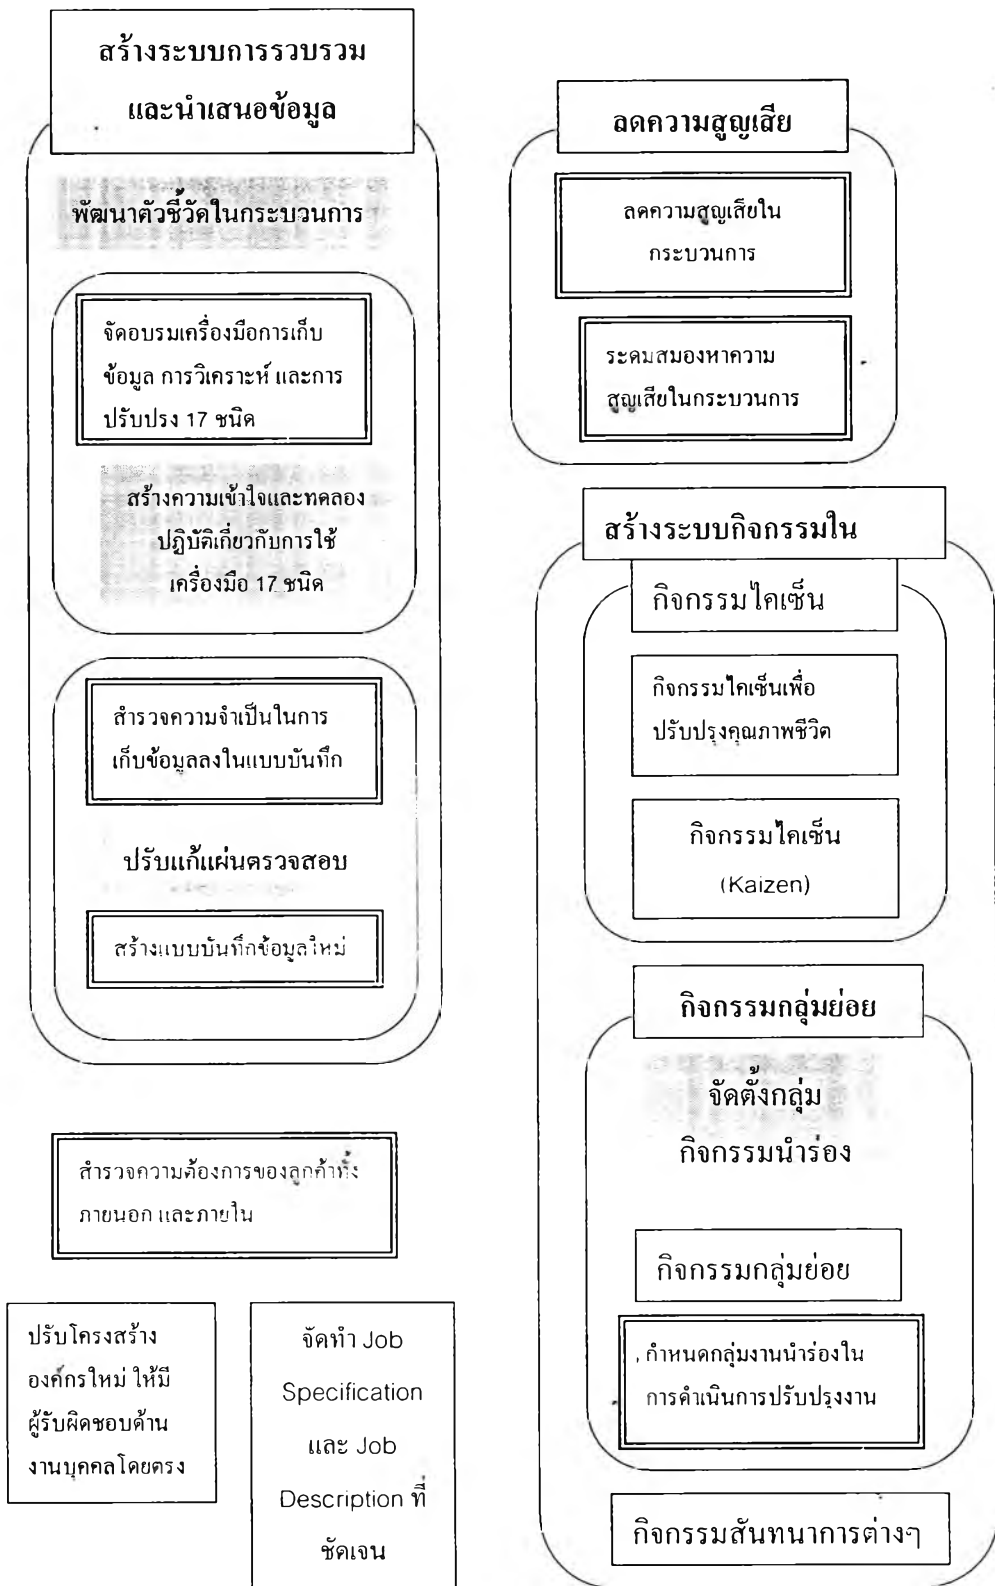 สร้างระบบการรวบรวม
และนำเสนอข้อมูล
พัฒนาตัวชี้วัดในกระบวนการ
จัดอบรมเครื่องมือการเก็บ
ข้อมูล การวิเคราะห์ และการ
ปรับปรง 17 ชนิด
สร้างความเข้าใจและทดลอง
ปฏิบัติเกี่ยวกับการใช้
เครื่องมือ 17 ชนิด
สำรวจความจำเป็นในการ
เก็บข้อมูลลงในแบบบันทึก
ปรับแก้แผ่นตรวจสอบ
สร้างแบบบันทึกข้อมูลใหม่
สำรวจความต้องการของลูกค้าทั้ง
ภายนอก และภายใน
ปรับโครงสร้าง
องค์กรใหม่ ให้มี
ผู้รับผิดชอบด้าน
งานบุคคลโดยตรง
จัดทำ Job
Specification
และ Job
Description ที่
ชัดเจน
ลดความสูญเสีย
ลดความสูญเสียใน
กระบวนการ
ระดมสมองหาความ
สูญเสียในกระบวนการ
สร้างระบบกิจกรรมใน
กิจกรรมไคเซ็น
กิจกรรมไคเซ็นเพื่อ
ปรับปรุงคุณภาพชีวิต
กิจกรรมไคเซ็น
(Kaizen)
กิจกรรมกลุ่มย่อย
จัดตั้งกลุ่ม
กิจกรรมนำร่อง
กิจกรรมกลุ่มย่อย
กำหนดกลุ่มงานนำร่องใน
การดำเนินการปรับปรุงงาน
กิจกรรมสันทนาการต่างๆ